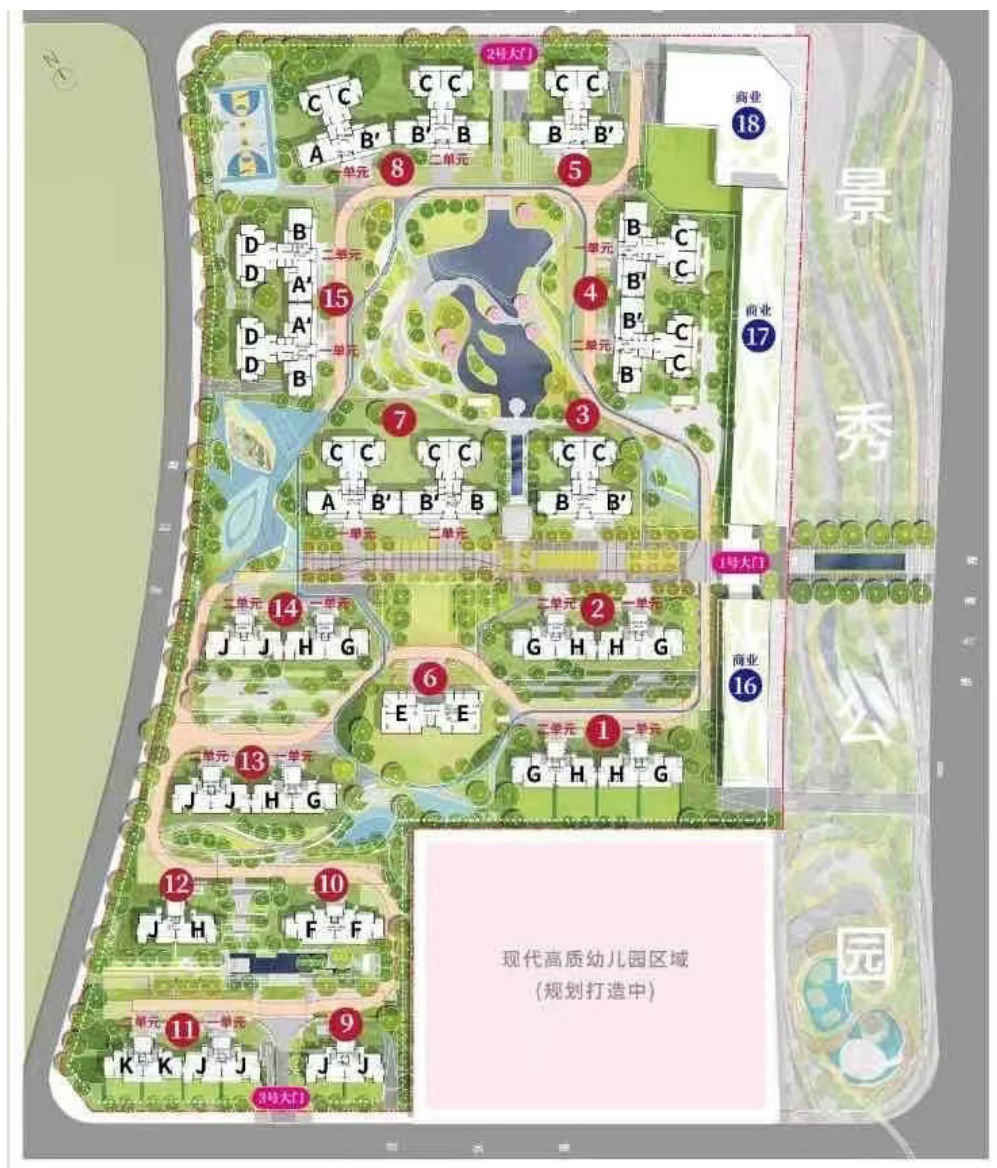 N
2号大门
C C
C C
C C
A B'
B' B
B B'
一单元
8
二单元
5
商业
18
景
秀
公
园
D
D
B
A'
二单元
15
D
D
A'
B
一单元
一单元
4
B
B'
C
C
二单元
B'
B
C
C
商业
17
7
3
C C
C C
C C
A B'
B' B
B B'
一单元
二单元
1号大门
二单元
14
一单元
J J H G
二单元
2
一单元
G H H G
6
E E
商业
16
二单元
1
一单元
G H H G
二单元
13
一单元
J J H G
12
J H
10
F F
现代高质幼儿园区域
(规划打造中)
二单元
11
一单元
K K J J
9
J J
3号大门